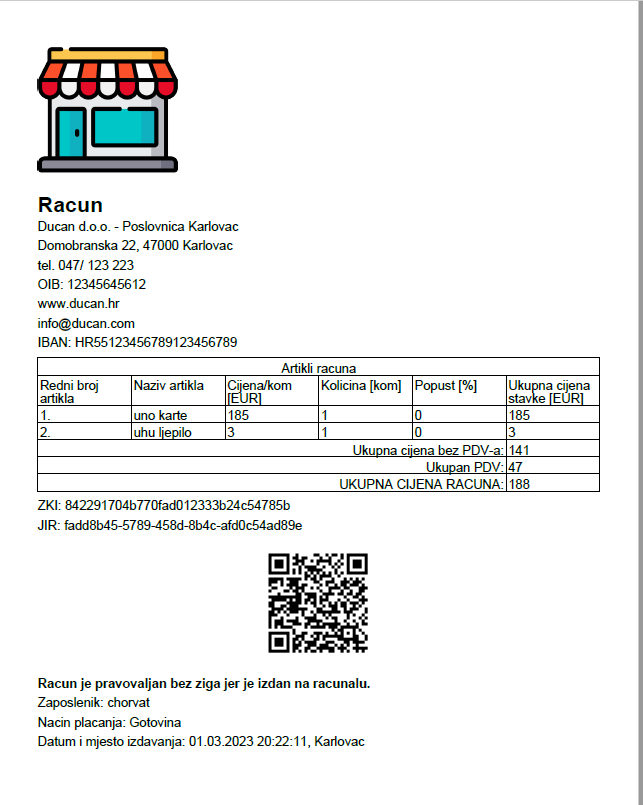 Racun
Ducan d.o.o. - Poslovnica Karlovac
Domobranska 22, 47000 Karlovac
tel. 047/ 123 223
OIB: 12345645612
www.ducan.hr
info@ducan.com
IBAN: HR55123456789123456789
Artikli racuna
Redni broj artikla Naziv artikla Cijena/kom [EUR] Kolicina [kom] Popust [%] Ukupna cijena stavke [EUR]
1. uno karte 185 1 0 185
2. uhu ljepilo 3 1 0 3
Ukupna cijena bez PDV-a: 141
Ukupan PDV: 47
UKUPNA CIJENA RACUNA: 188
ZKI: 842291704b770fad012333b24c54785b
JIR: fadd8b45-5789-458d-8b4c-afd0c54ad89e
Racun je pravovaljan bez ziga jer je izdan na racunalu.
Zaposlenik: chorvat
Nacin placanja: Gotovina
Datum i mjesto izdavanja: 01.03.2023 20:22:11, Karlovac